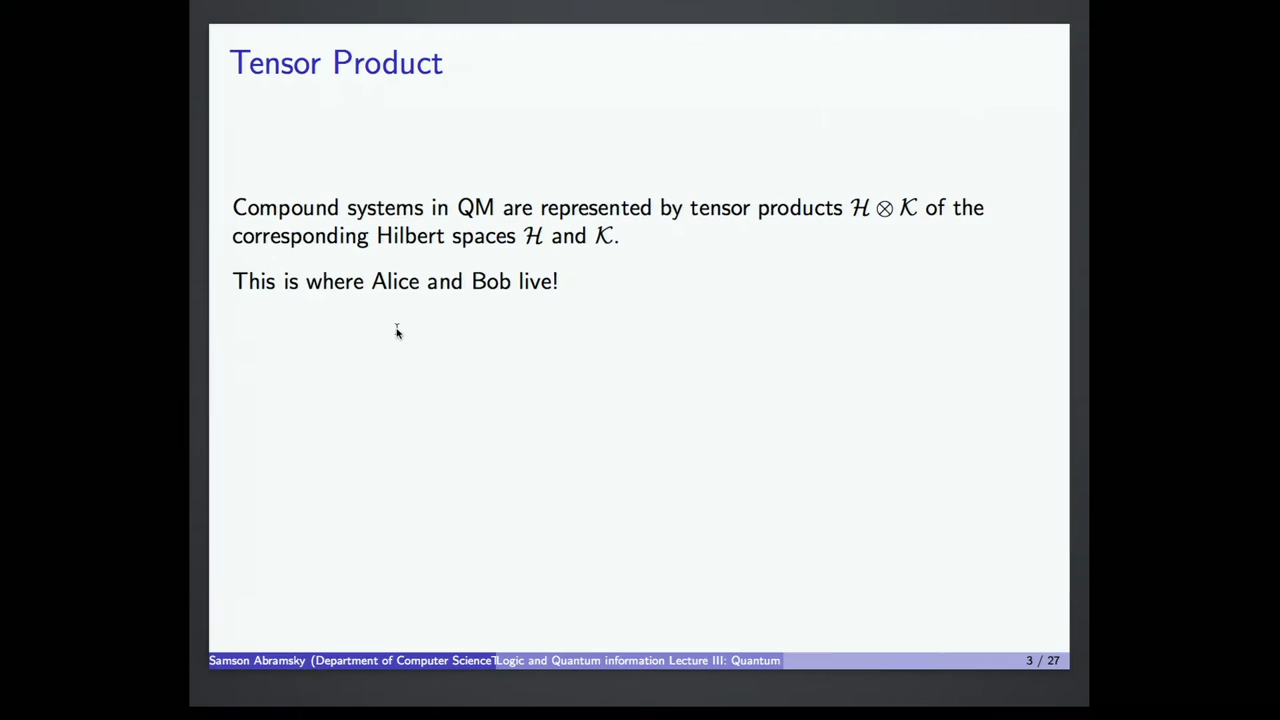 Tensor Product
Compound systems in QM are represented by tensor products ℋ ⊗ 𝒦 of the
corresponding Hilbert spaces ℋ and 𝒦.
This is where Alice and Bob live!
Samson Abramsky (Department of Computer Science Logic and Quantum information Lecture III: Quantum 3 / 27